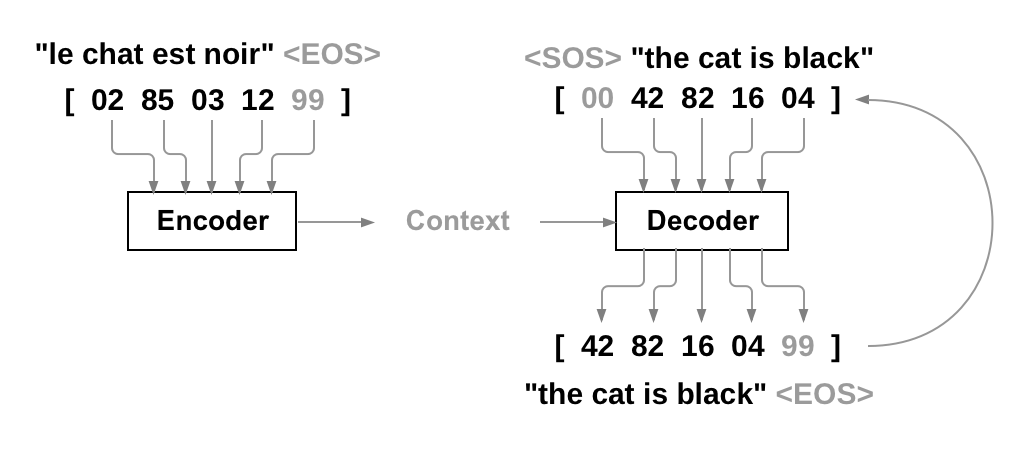 "le chat est noir" <EOS>
[ 02 85 03 12 99 ]
Encoder
Context
<SOS> "the cat is black"
[ 00 42 82 16 04 ]
Decoder
[ 42 82 16 04 99 ]
"the cat is black" <EOS>